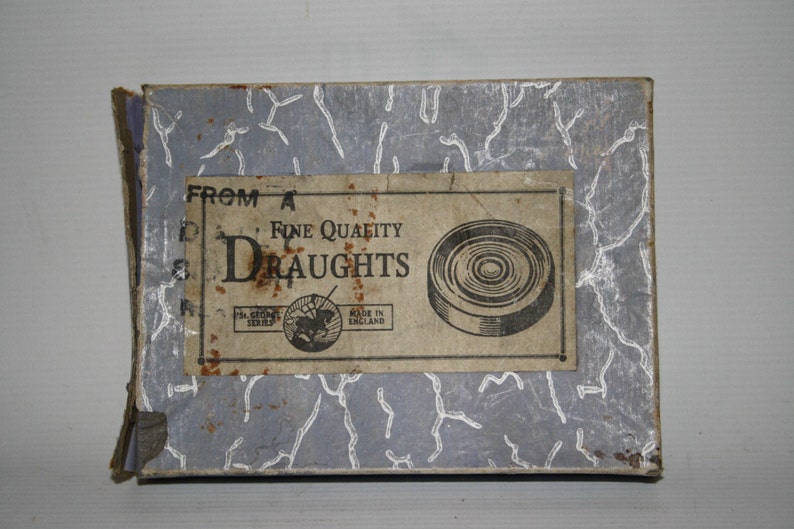 FROM A
FINE QUALITY
DRAUGHTS
"St. GEORGE"
SERIES
MADE IN
ENGLAND